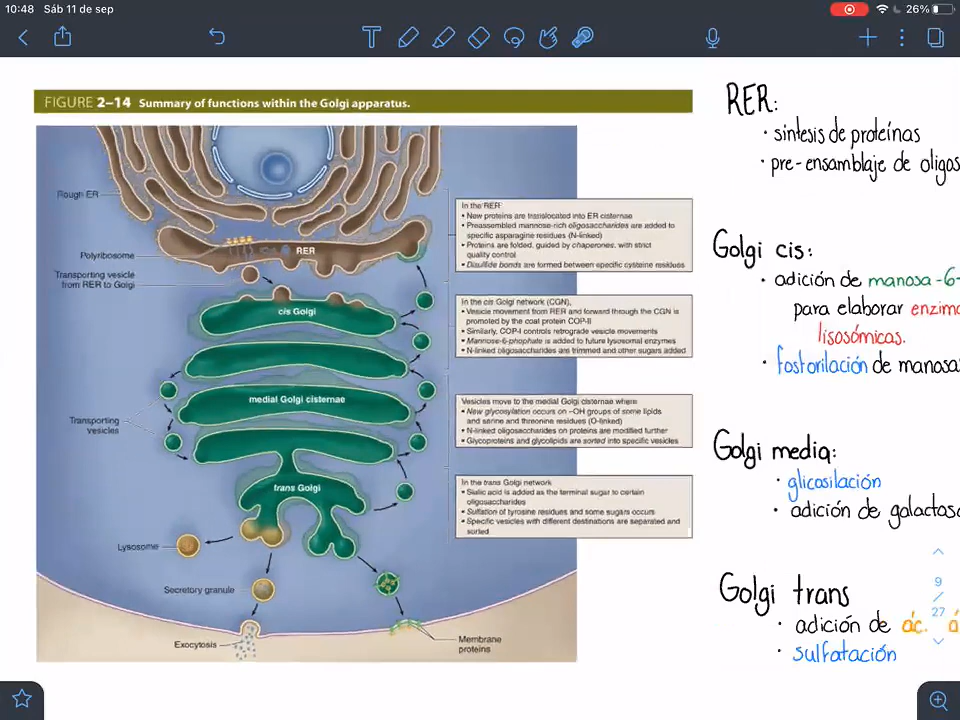 10:48 Sáb 11 de sep
26%
FIGURE 2–14 Summary of functions within the Golgi apparatus.
Rough ER
Polyribosome
Transporting vesicle
from RER to Golgi
RER
cis Golgi
medial Golgi cisternae
Transporting
vesicles
trans Golgi
Lysosome
Secretory granule
Exocytosis
Membrane
proteins
In the RER
• New proteins are translocated into ER cisternae
• Preassembled mannose-rich oligosaccharides are added to
specific asparagine residues (N-linked)
• Proteins are folded, guided by chaperones, with strict
quality control
• Disulfide bonds are formed between specific cysteine residues
In the cis Golgi network (CGN),
• Vesicle movement from RER and forward through the CGN is
promoted by the coat protein COP-II
• Similarly, COP-I controls retrograde vesicle movements
• Mannose-6-phophate is added to future lysosomal enzymes
• N-linked oligosaccharides are trimmed and other sugars added
Vesicles move to the medial Golgi cisternae where
• New glycosylation occurs on –OH groups of some lipids
and serine and threonine residues (O-linked)
• N-linked oligosaccharides on proteins are modified further
• Glycoproteins and glycolipids are sorted into specific vesicles
In the trans Golgi network
• Sialic acid is added as the terminal sugar to certain
oligosaccharides
• Sulfation of tyrosine residues and some sugars occurs
• Specific vesicles with different destinations are separated and
sorted
RER:
· síntesis de proteínas
· pre-ensamblaje de oligos
Golgi cis:
· adición de manosa-6-
para elaborar enzima
lisosómicas.
· fosforilación de manosa
Golgi media:
· glicosilación
· adición de galactosa
Golgi trans
· adición de ác.
· sulfatación
9
/
27